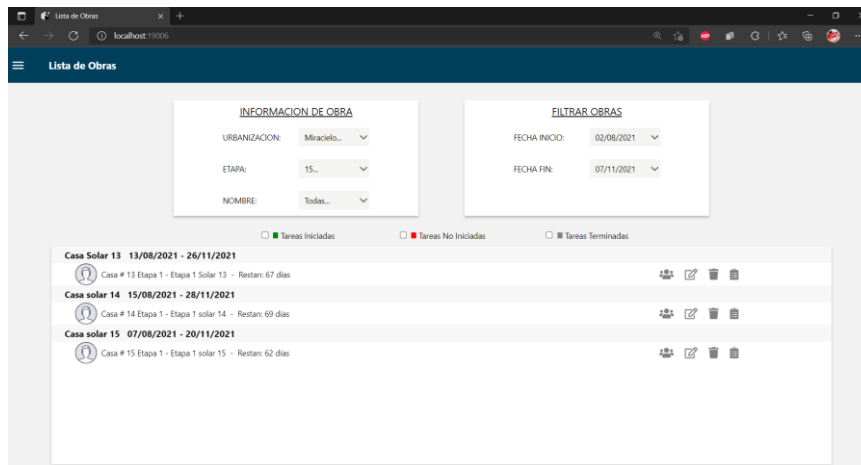 Lista de Obras
localhost:19006
Lista de Obras
INFORMACION DE OBRA
URBANIZACION: Miracielo...
ETAPA: 15...
NOMBRE: Todas...
FILTRAR OBRAS
FECHA INICIO: 02/08/2021
FECHA FIN: 07/11/2021
Tareas Iniciadas Tareas No Iniciadas Tareas Terminadas
Casa Solar 13 13/08/2021 - 26/11/2021
Casa # 13 Etapa 1 - Etapa 1 Solar 13 - Restan: 67 días
Casa solar 14 15/08/2021 - 28/11/2021
Casa # 14 Etapa 1 - Etapa 1 solar 14 - Restan: 69 días
Casa solar 15 07/08/2021 - 20/11/2021
Casa # 15 Etapa 1 - Etapa 1 solar 15 - Restan: 62 días